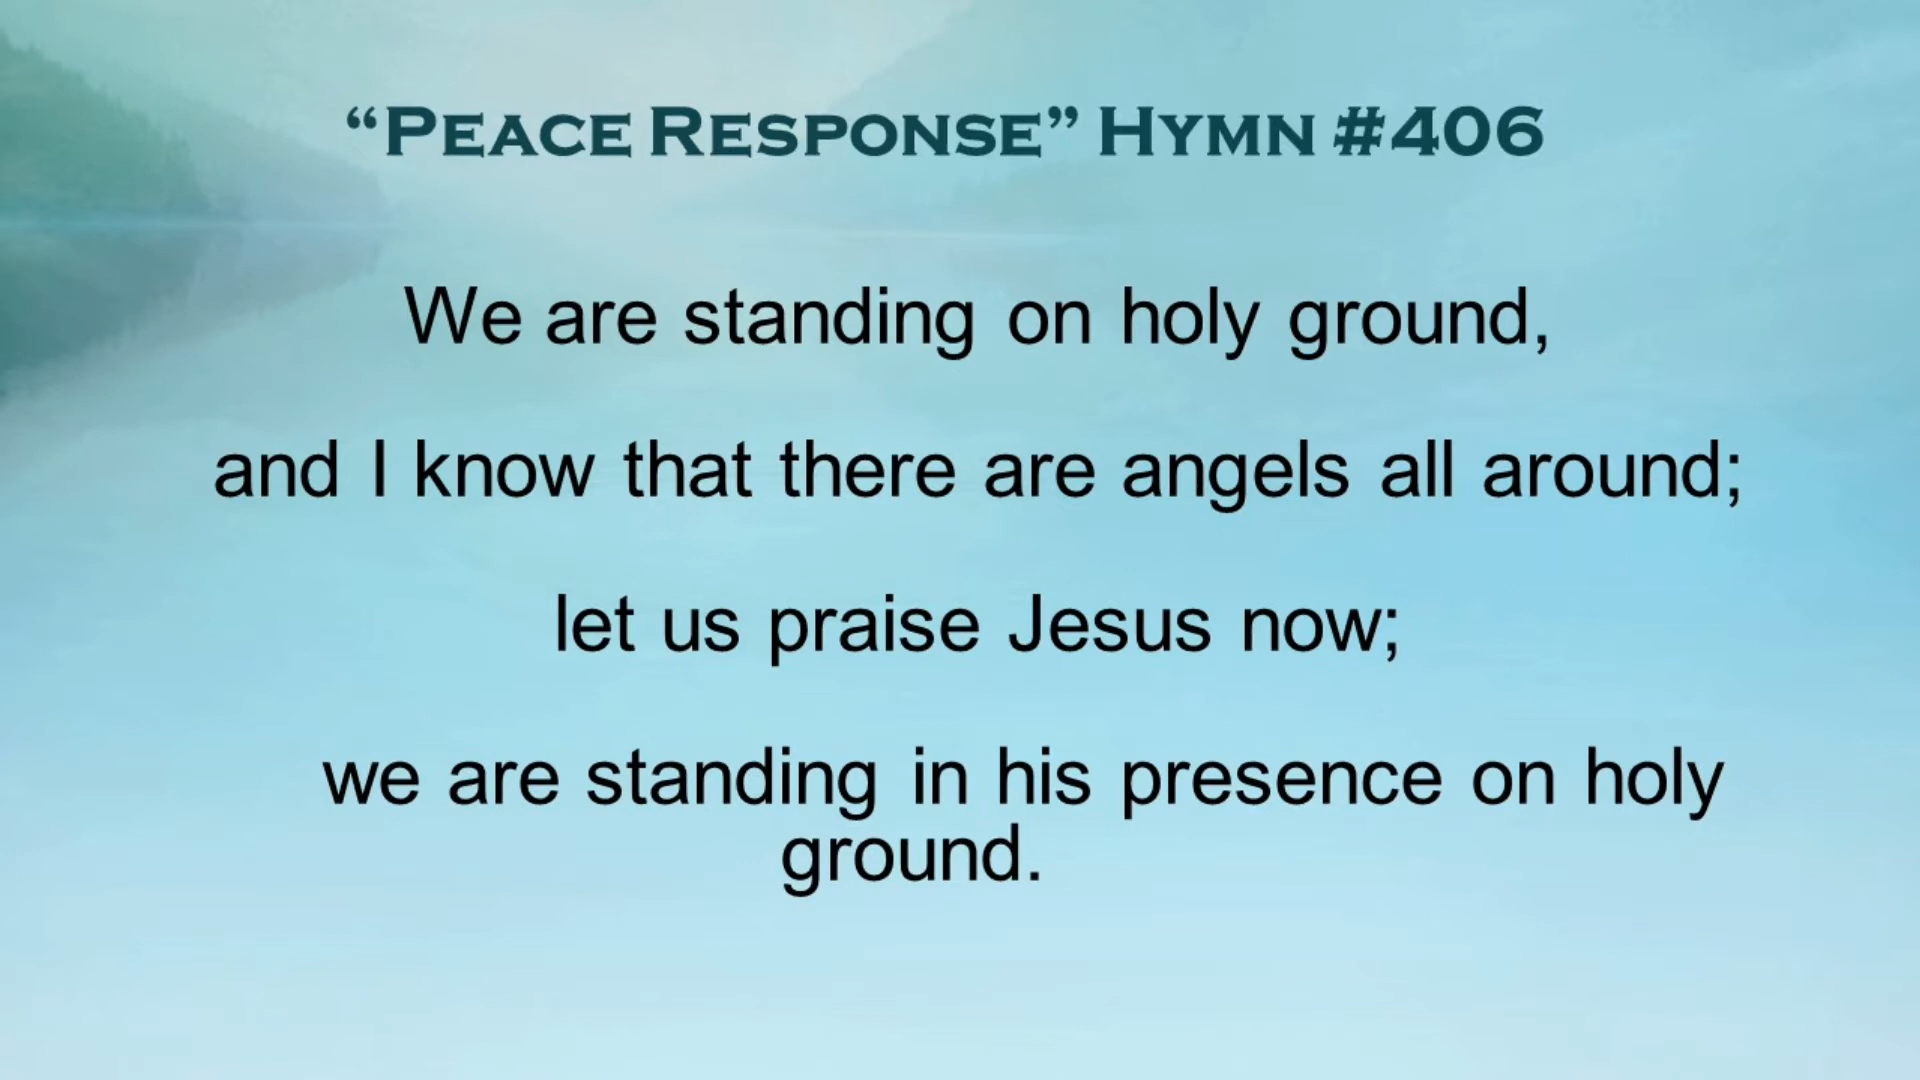 “Peace Response” Hymn #406
We are standing on holy ground,
and I know that there are angels all around;
let us praise Jesus now;
we are standing in his presence on holy
ground.